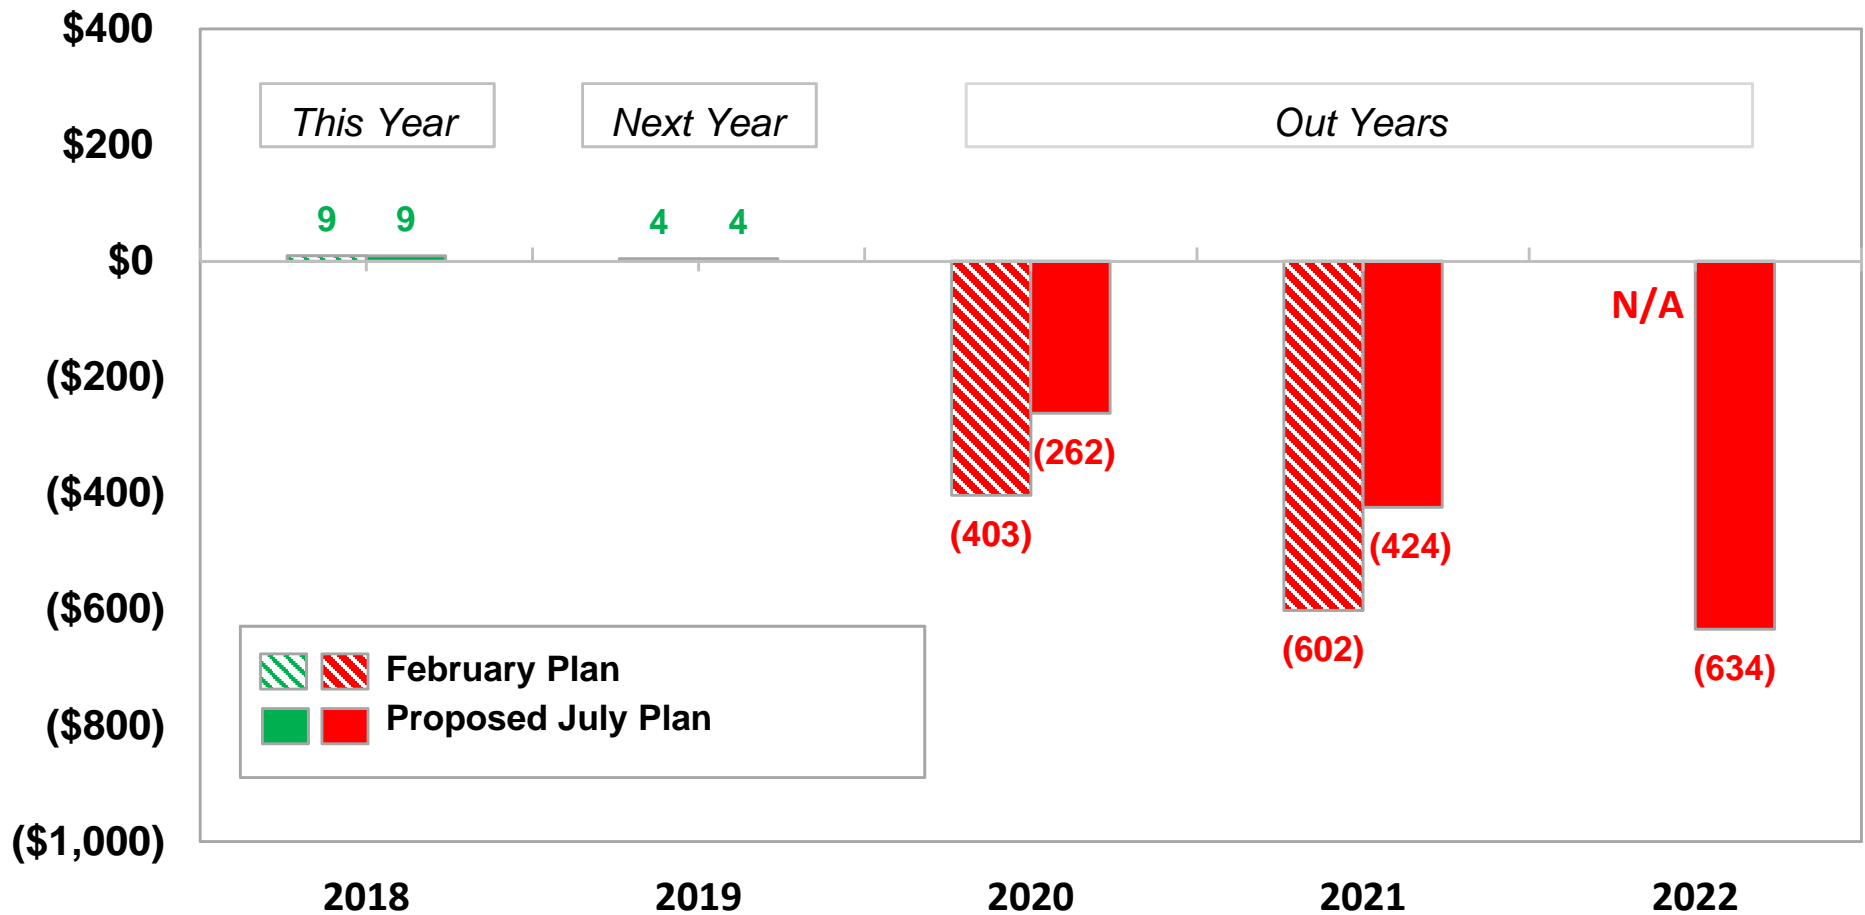 $400
$200
$0
($200)
($400)
($600)
($800)
($1,000)
This Year
Next Year
Out Years
9 9
4 4
N/A
(262)
(403)
(424)
(602)
(634)
February Plan
Proposed July Plan
2018 2019 2020 2021 2022